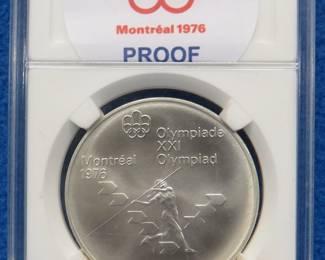 Montréal 1976
PROOF
Olympiade
XXI
Montréal Olympiad
1976